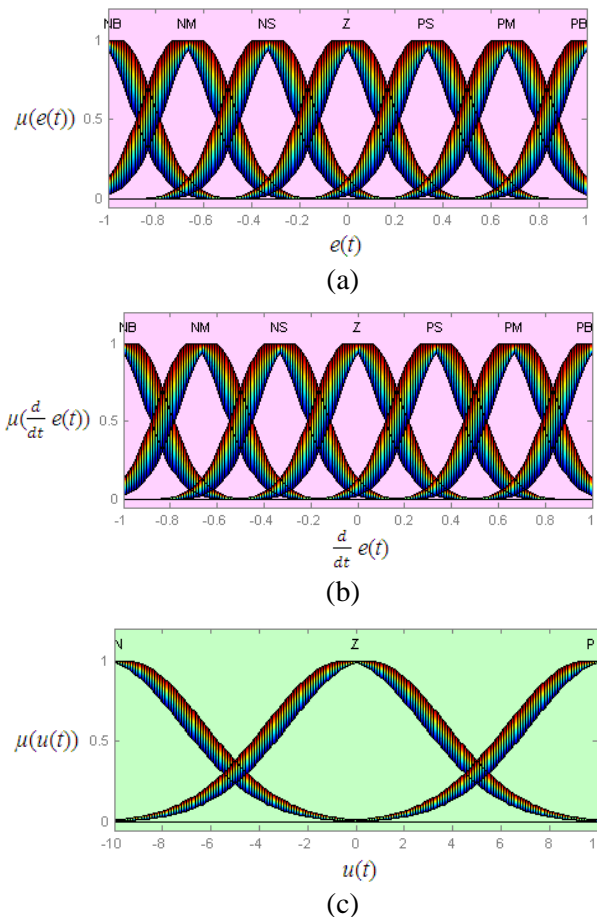 NB NM NS Z PS PM PB
1
μ(e(t)) 0.5
0
-1 -0.8 -0.6 -0.4 -0.2 0 0.2 0.4 0.6 0.8 1
e(t)
(a)
NB NM NS Z PS PM PB
1
μ(d/dt e(t)) 0.5
0
-1 -0.8 -0.6 -0.4 -0.2 0 0.2 0.4 0.6 0.8 1
d/dt e(t)
(b)
N Z P
1
μ(u(t)) 0.5
0
-10 -8 -6 -4 -2 0 2 4 6 8 10
u(t)
(c)